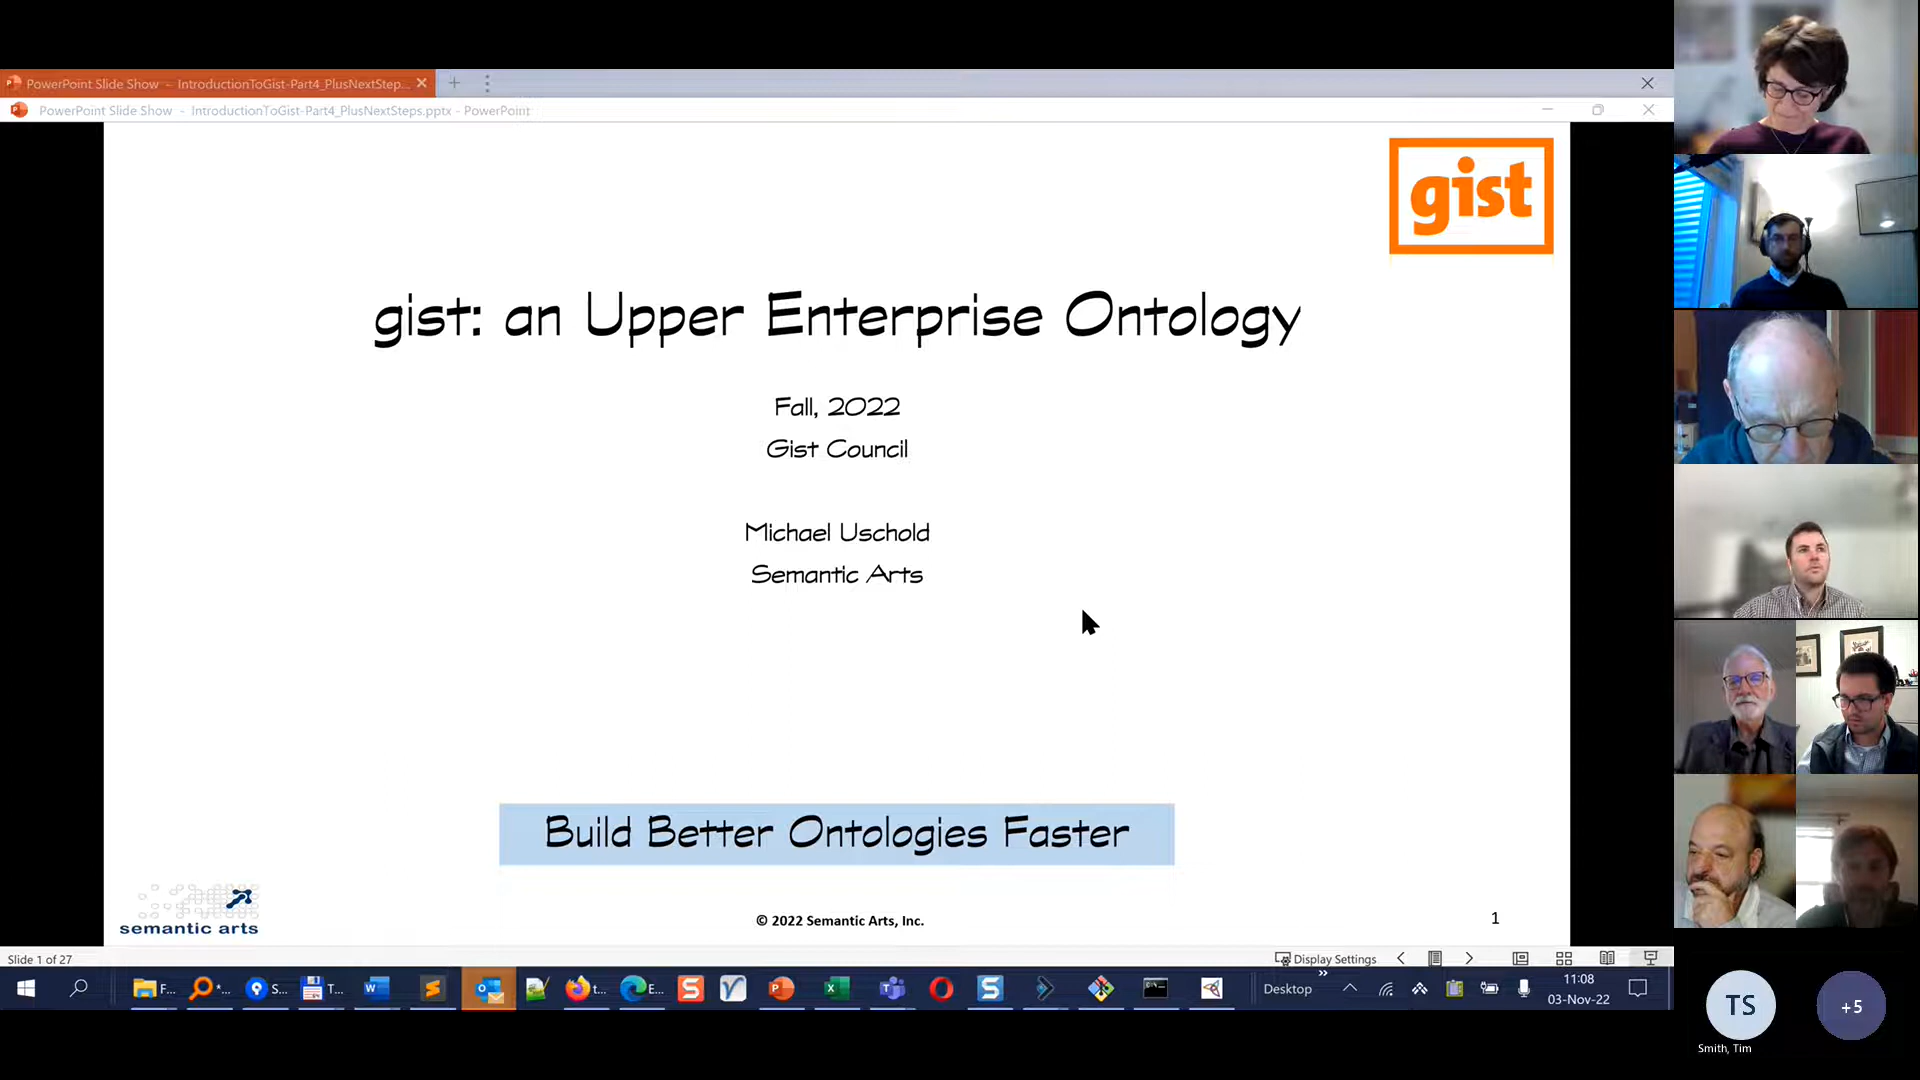 PowerPoint Slide Show - IntroductionToGist-Part4_PlusNextStep...
PowerPoint Slide Show - IntroductionToGist-Part4_PlusNextSteps.pptx - PowerPoint
gist
gist: an Upper Enterprise Ontology
Fall, 2022
Gist Council
Michael Uschold
Semantic Arts
Build Better Ontologies Faster
semantic arts
© 2022 Semantic Arts, Inc.
1
Slide 1 of 27
Display Settings
F...
*...
S...
T...
t...
E...
Desktop
11:08
03-Nov-22
TS
+5
Smith, Tim